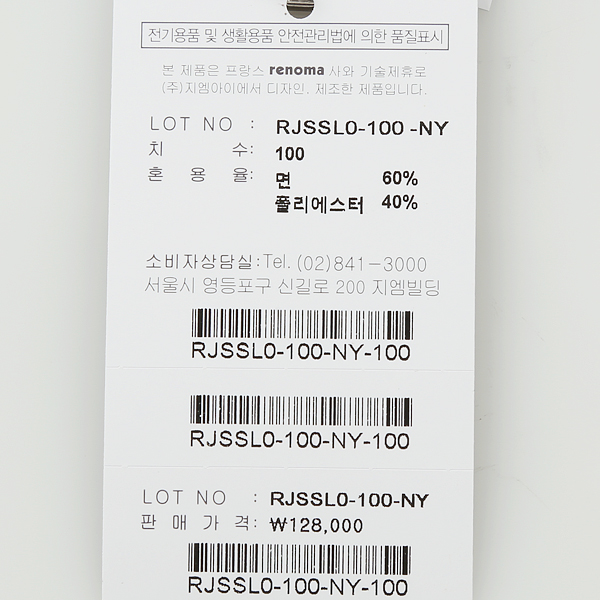 전기용품 및 생활용품 안전관리법에 의한 품질표시
본 제품은 프랑스 renoma 사와 기술제휴로
(주)지엠아이에서 디자인, 제조한 제품입니다.
LOT NO : RJSSL0-100 -NY
치 수: 100
혼 용 율: 면 60%
폴리에스터 40%
소비자상담실:Tel. (02)841-3000
서울시 영등포구 신길로 200 지엠빌딩
RJSSL0-100-NY-100
RJSSL0-100-NY-100
LOT NO : RJSSL0-100-NY
판 매 가 격: ₩128,000
RJSSL0-100-NY-100